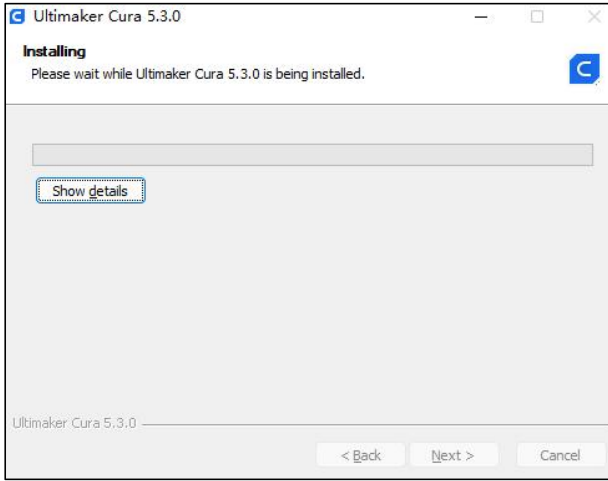 Ultimaker Cura 5.3.0
Installing
Please wait while Ultimaker Cura 5.3.0 is being installed.
Show details
Ultimaker Cura 5.3.0
< Back Next > Cancel